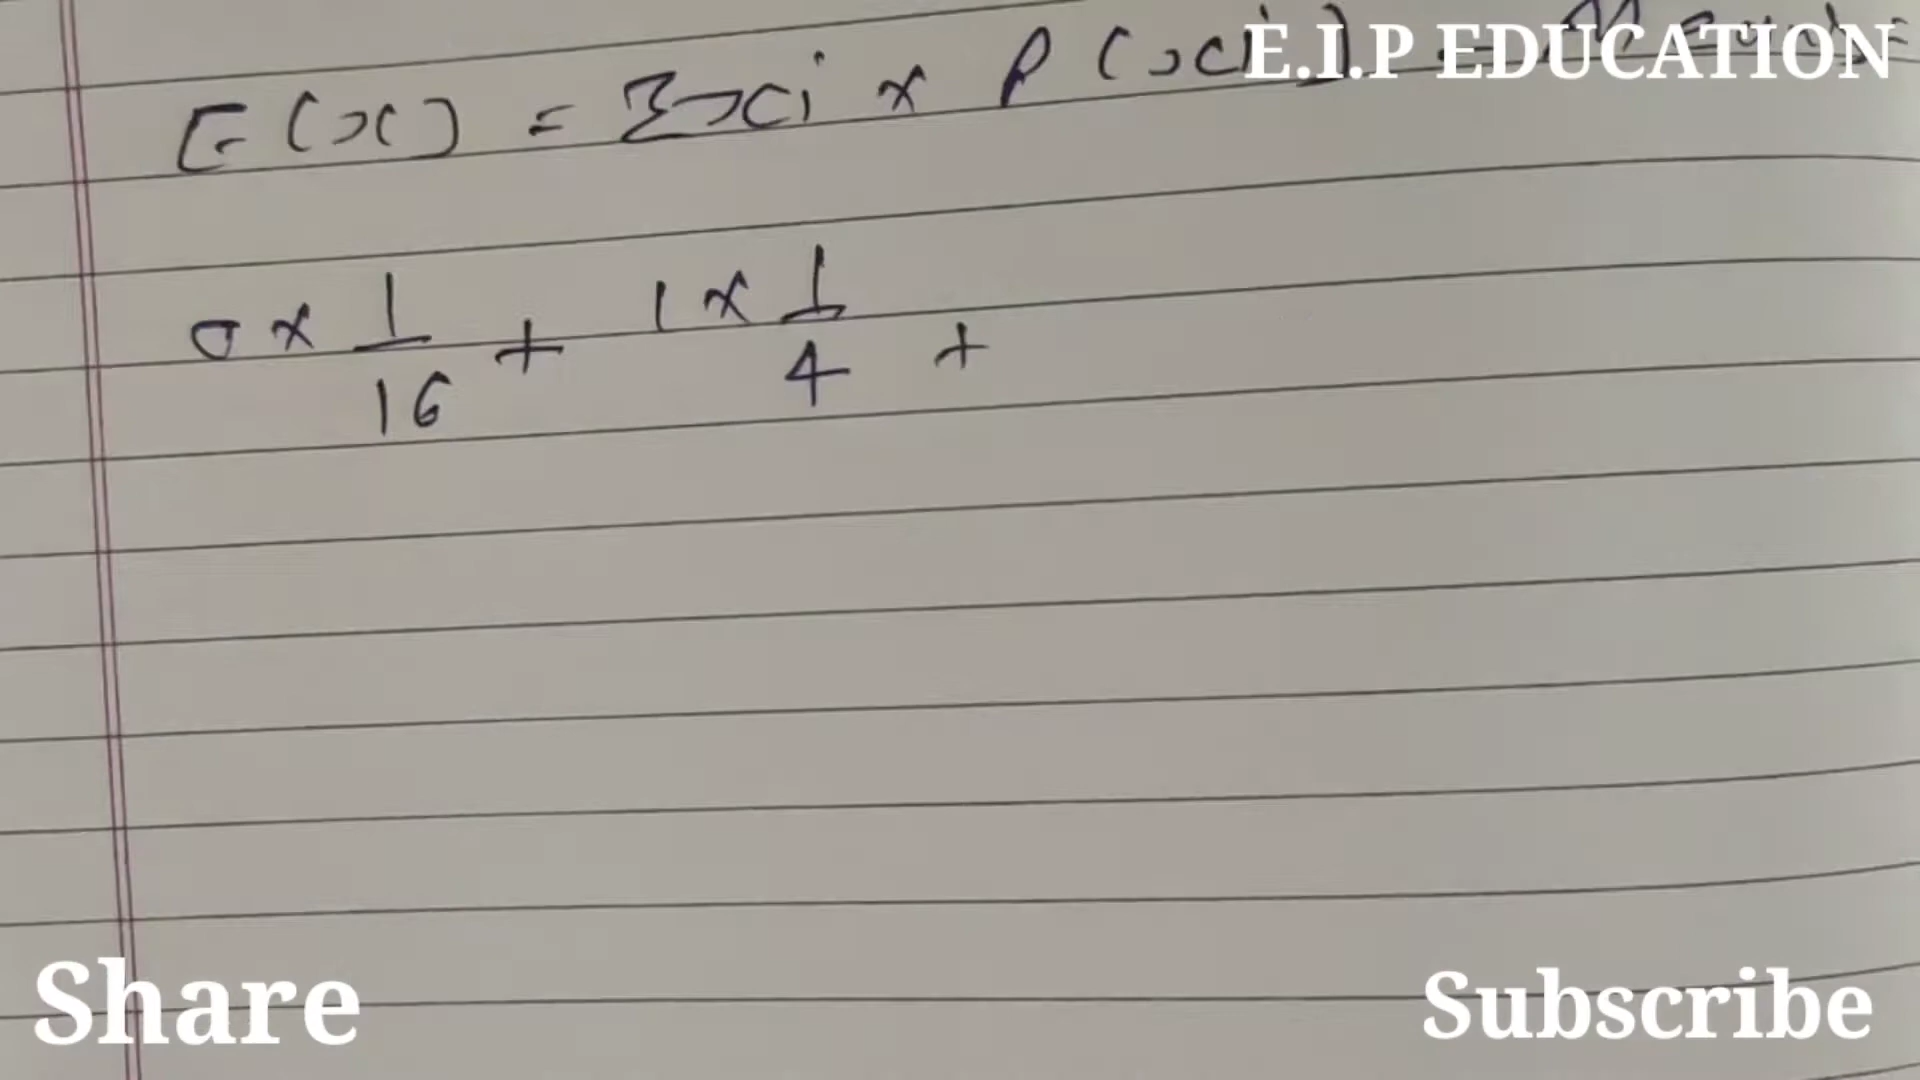 E.I.P EDUCATION
E(x) = Σxi × P(xi)
0 × 1/16 + 1 × 1/4 +
Share
Subscribe